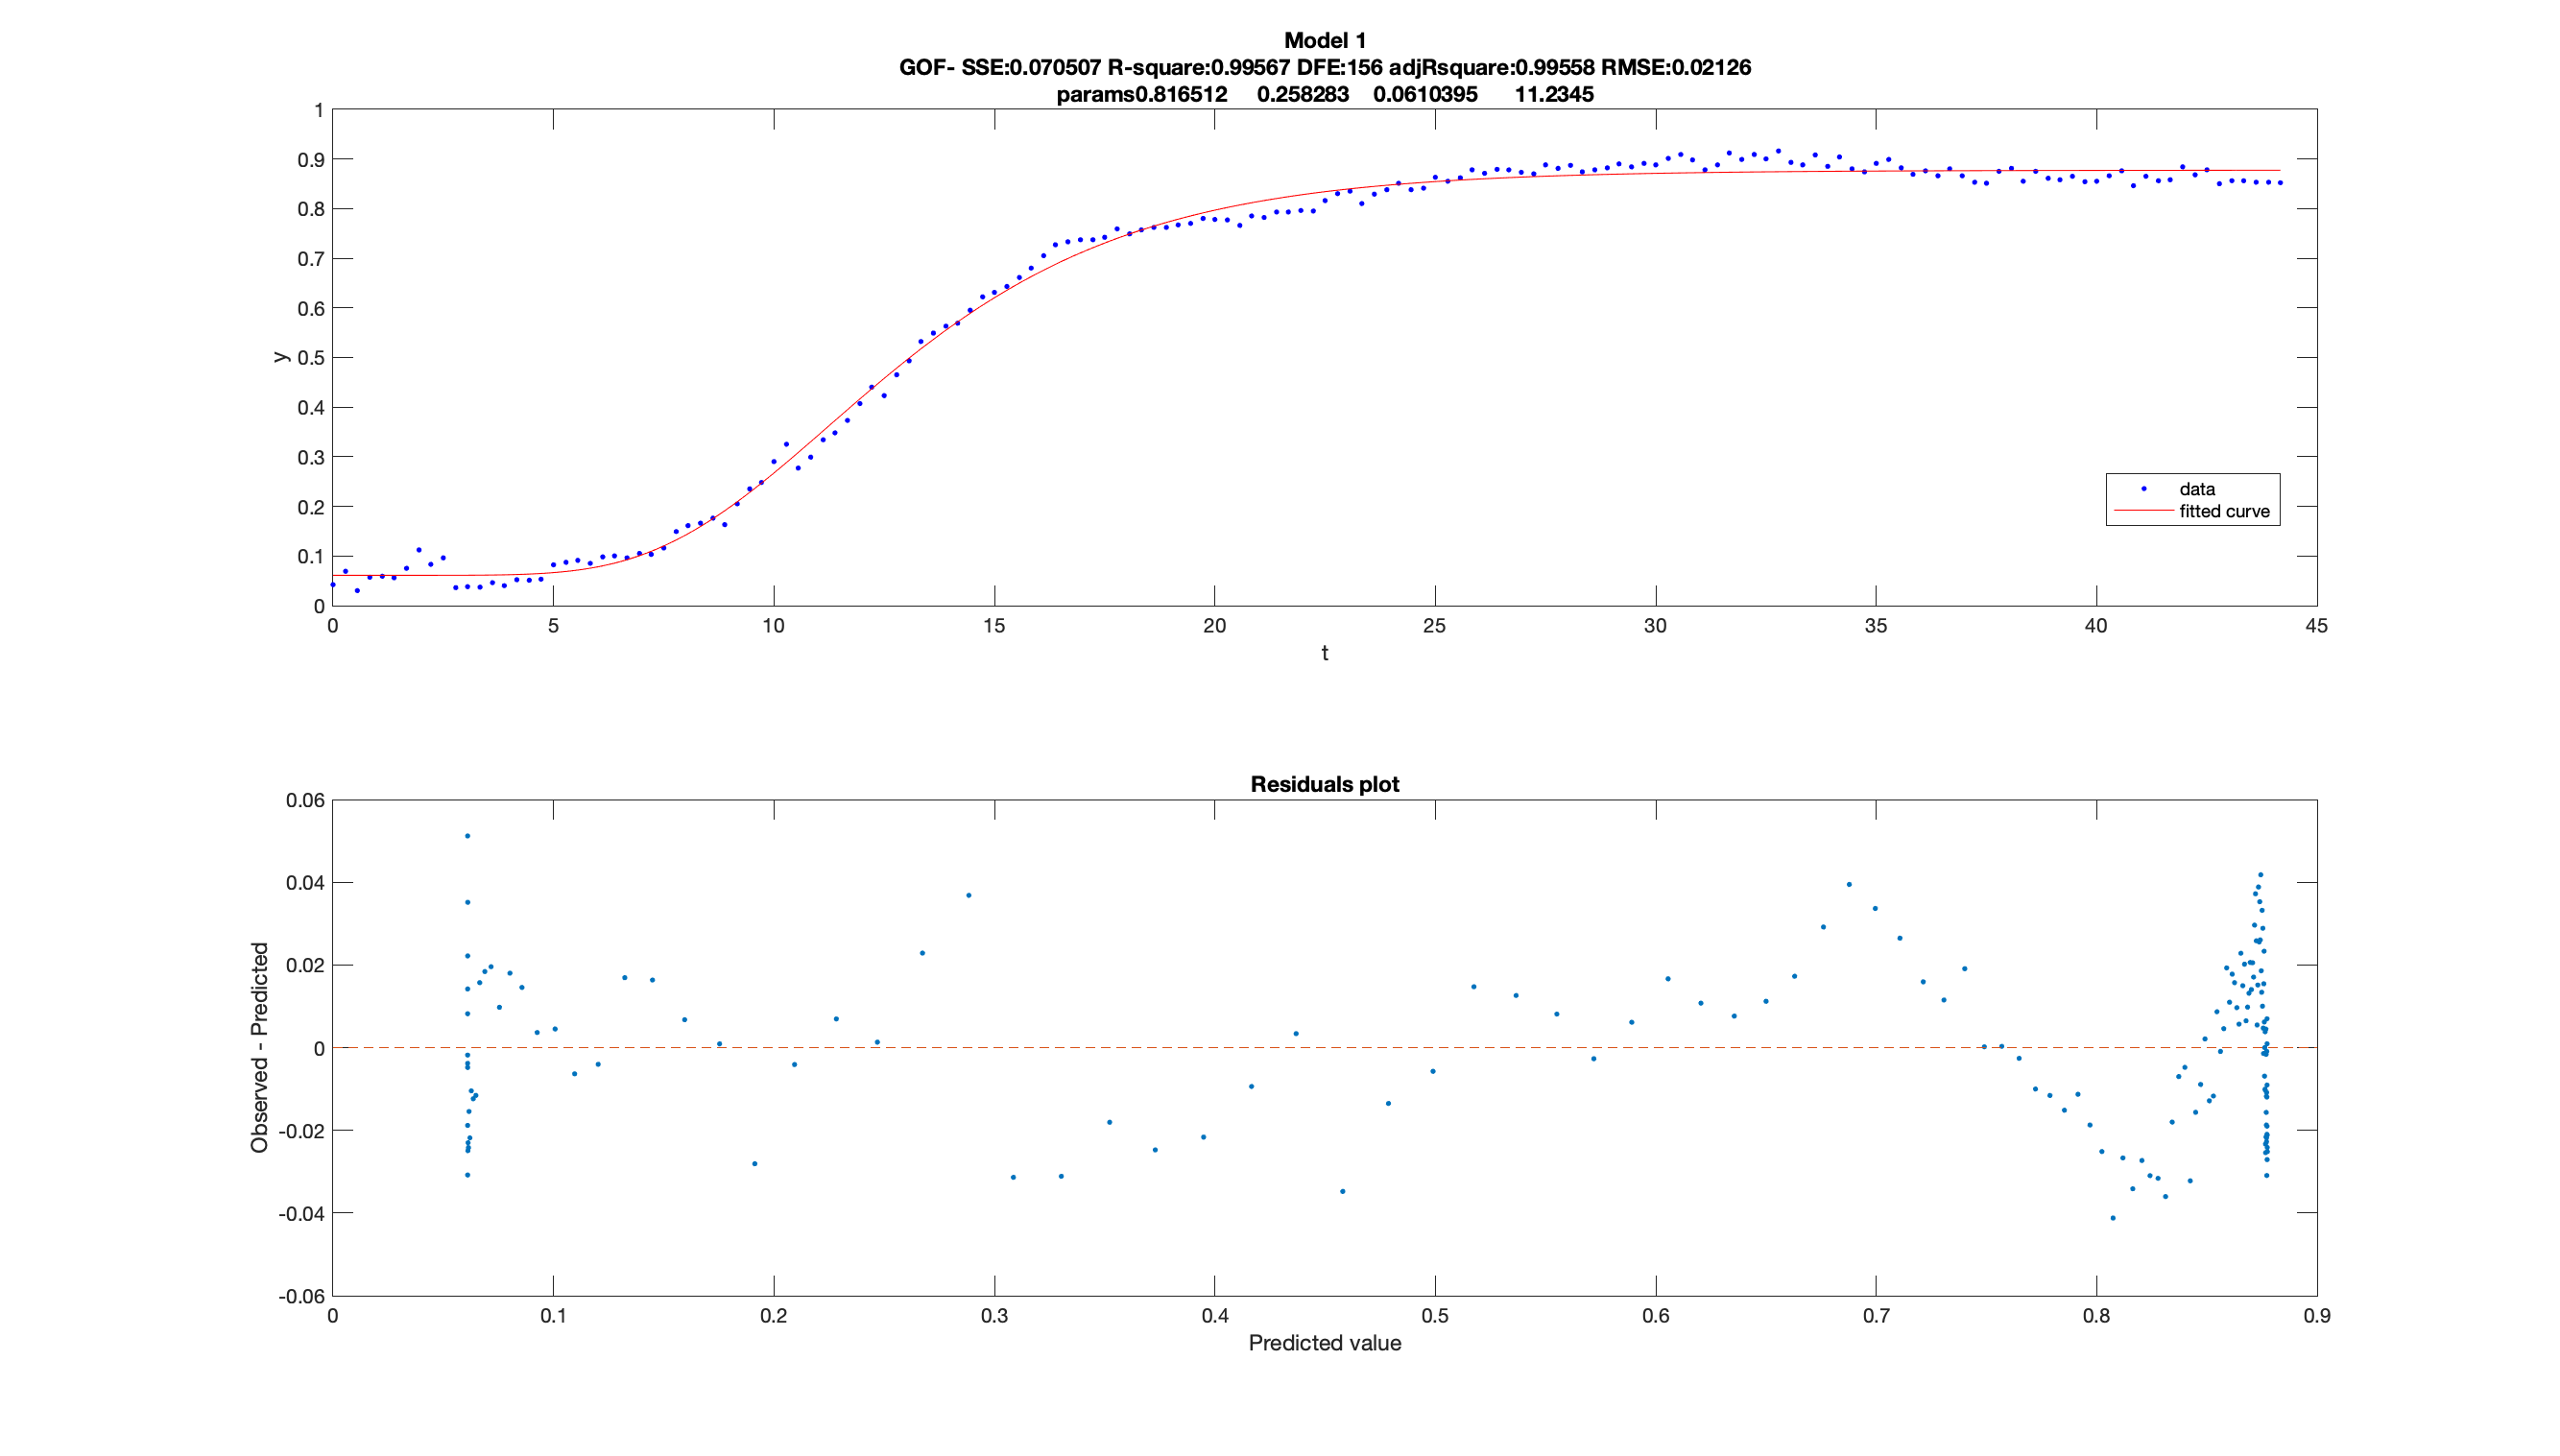 Model 1
GOF- SSE:0.070507 R-square:0.99567 DFE:156 adjRsquare:0.99558 RMSE:0.02126
params0.816512 0.258283 0.0610395 11.2345
1
0.9
0.8
0.7
0.6
0.5
0.4
0.3
0.2
0.1
0
y
data
fitted curve
0 5 10 15 20 25 30 35 40 45
t
Residuals plot
0.06
0.04
0.02
0
-0.02
-0.04
-0.06
Observed - Predicted
0 0.1 0.2 0.3 0.4 0.5 0.6 0.7 0.8 0.9
Predicted value